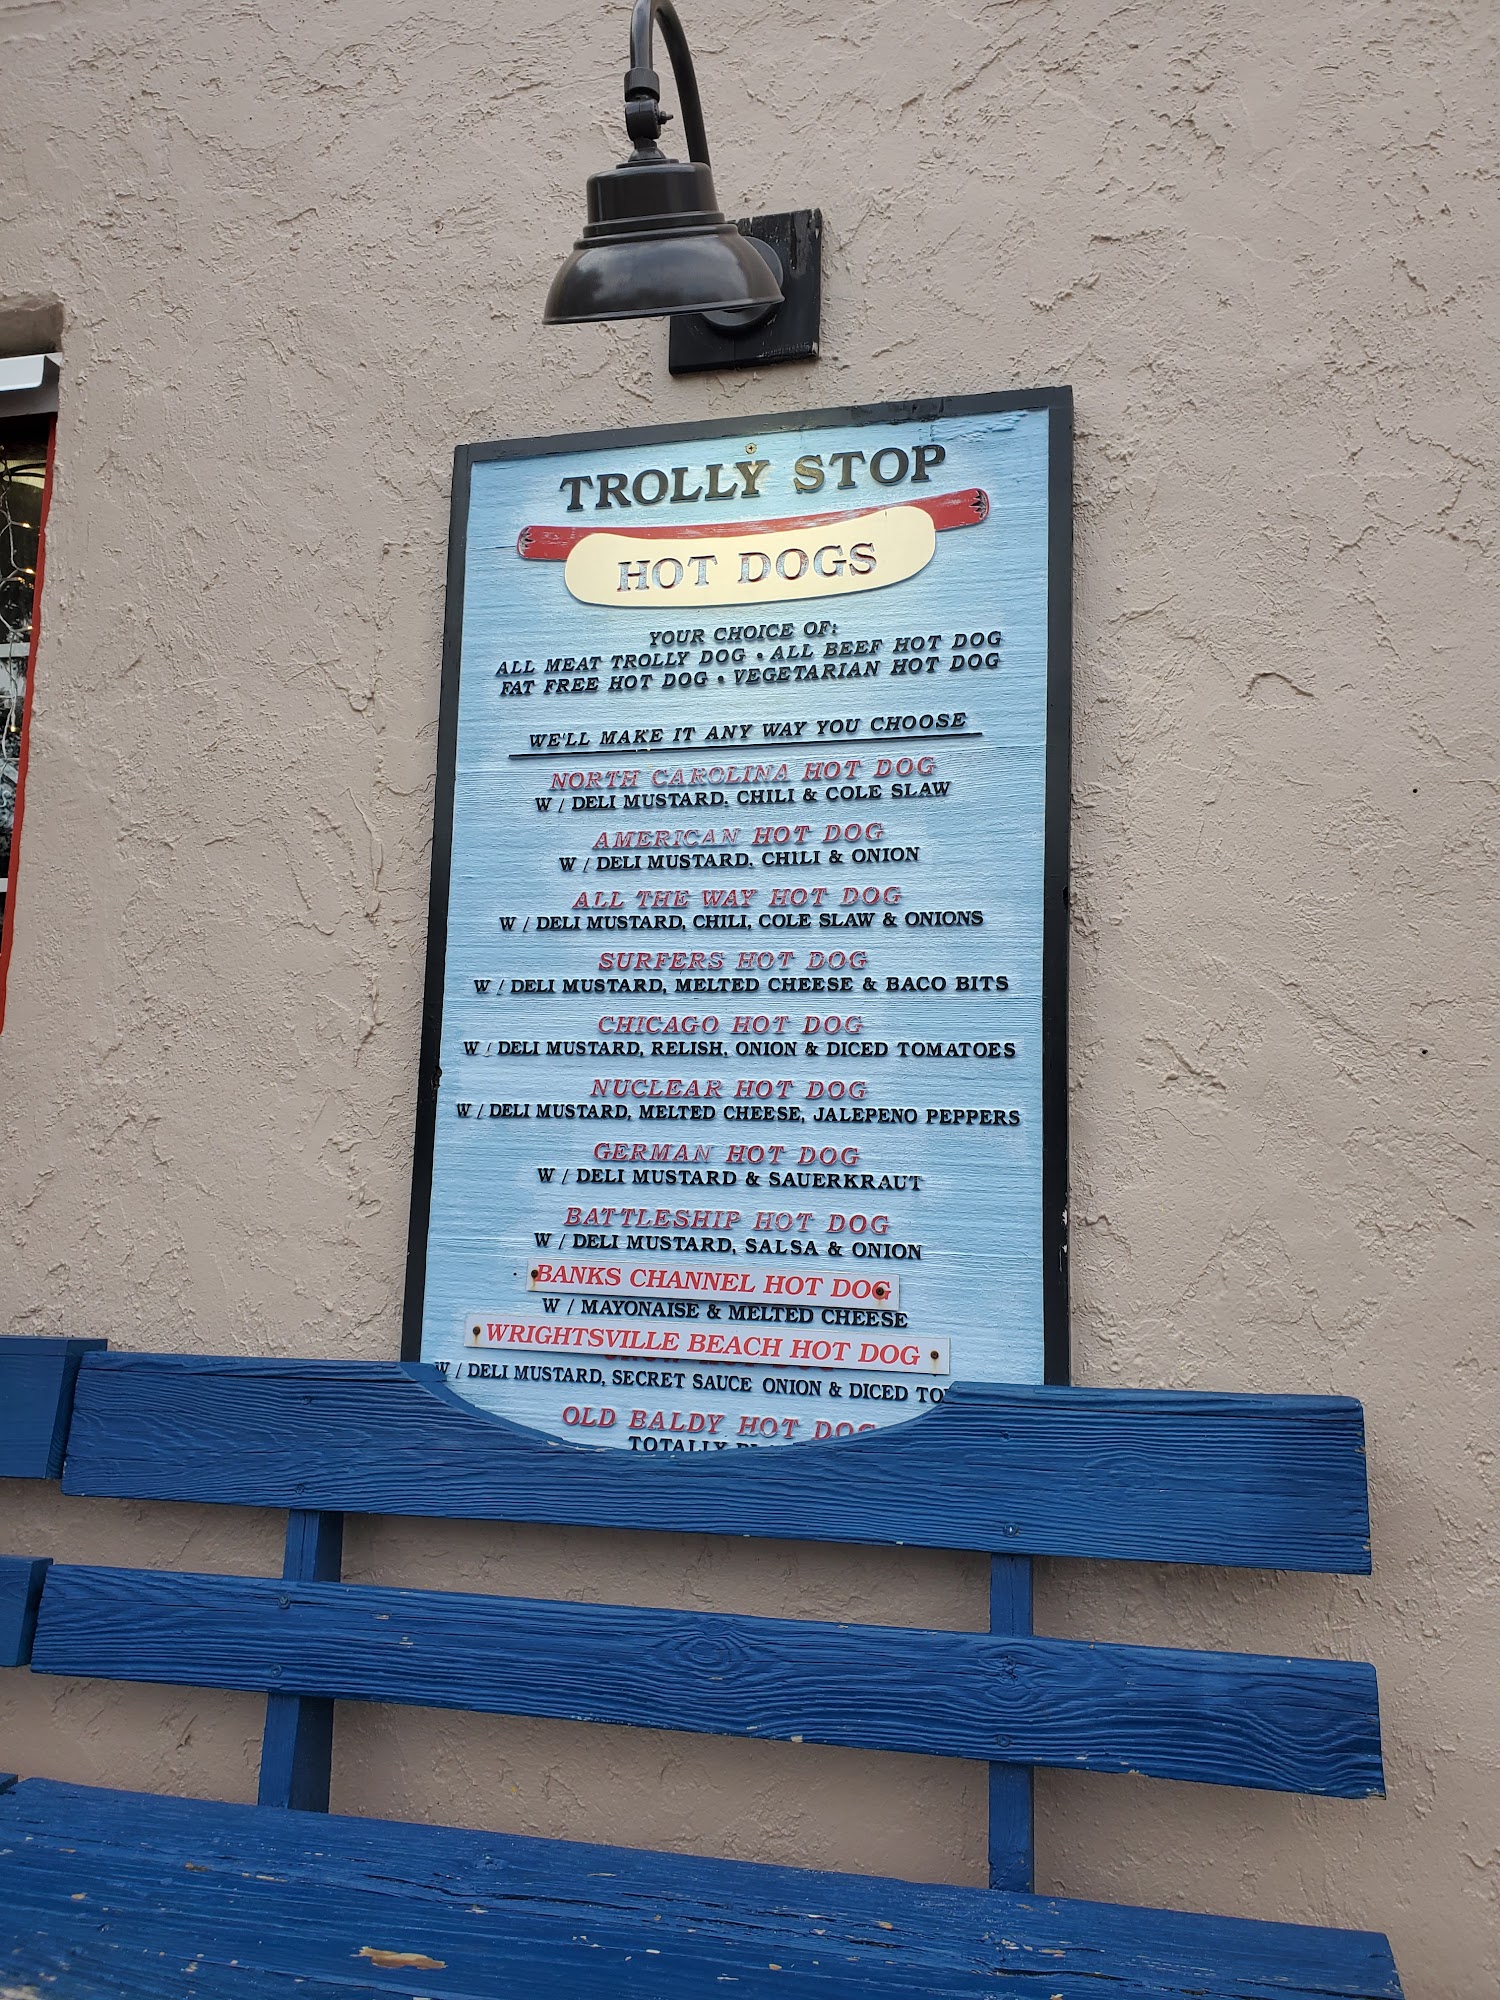 TROLLY STOP
HOT DOGS
YOUR CHOICE OF:
ALL MEAT TROLLY DOG • ALL BEEF HOT DOG
FAT FREE HOT DOG • VEGETARIAN HOT DOG
WE'LL MAKE IT ANY WAY YOU CHOOSE
NORTH CAROLINA HOT DOG
W / DELI MUSTARD, CHILI & COLE SLAW
AMERICAN HOT DOG
W / DELI MUSTARD, CHILI & ONION
ALL THE WAY HOT DOG
W / DELI MUSTARD, CHILI, COLE SLAW & ONIONS
SURFERS HOT DOG
W / DELI MUSTARD, MELTED CHEESE & BACO BITS
CHICAGO HOT DOG
W / DELI MUSTARD, RELISH, ONION & DICED TOMATOES
NUCLEAR HOT DOG
W / DELI MUSTARD, MELTED CHEESE, JALEPENO PEPPERS
GERMAN HOT DOG
W / DELI MUSTARD & SAUERKRAUT
BATTLESHIP HOT DOG
W / DELI MUSTARD, SALSA & ONION
BANKS CHANNEL HOT DOG
W / MAYONAISE & MELTED CHEESE
WRIGHTSVILLE BEACH HOT DOG
W / DELI MUSTARD, SECRET SAUCE ONION & DICED
OLD BALDY HOT DOG
TOTALLY